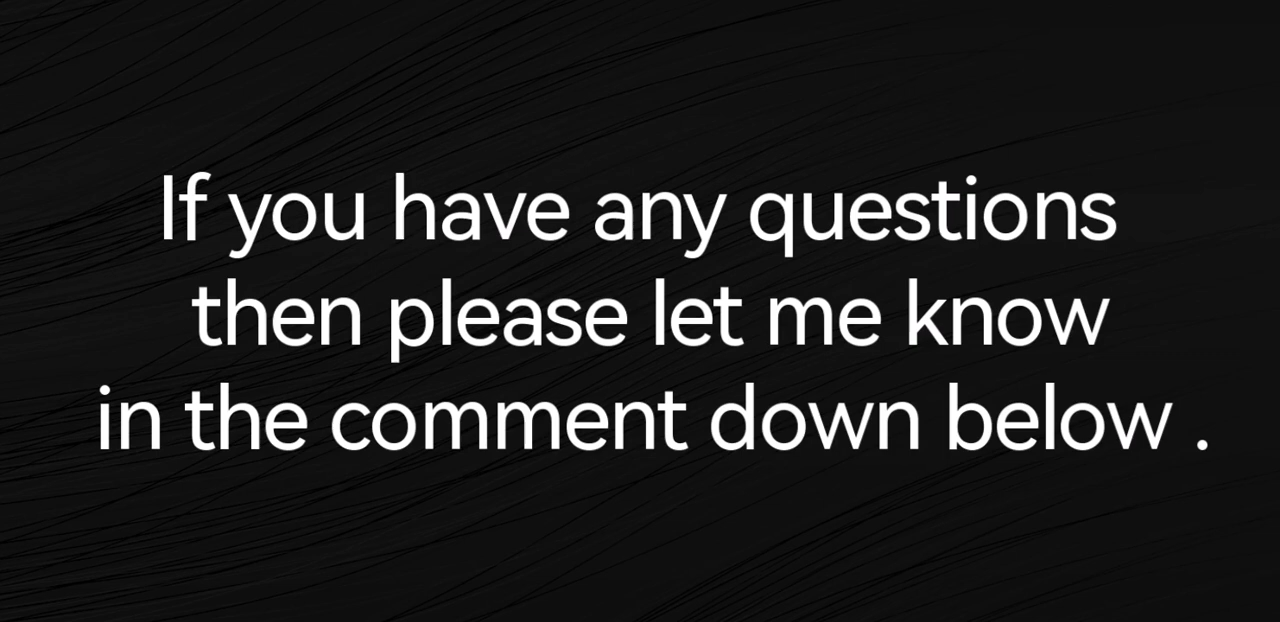 If you have any questions
then please let me know
in the comment down below .